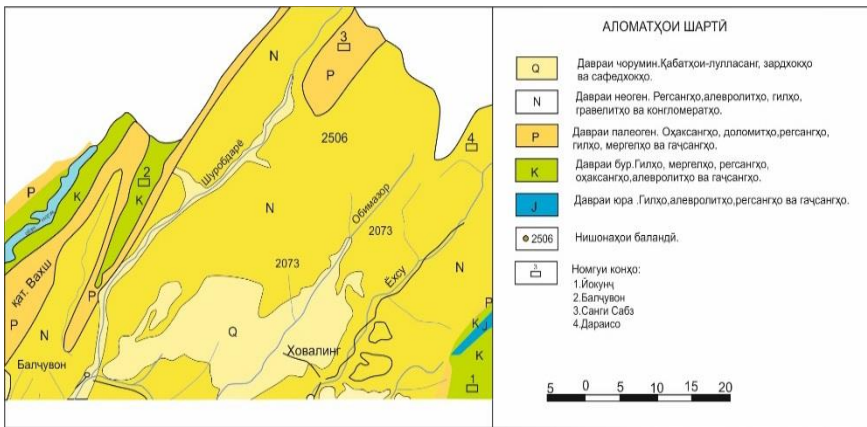 3
N
P
4
2506
Шуробдарё
P
K
2
K
N
Обимазор
2073
2073
Ёхсу
N
қат. Вахш
P
P
N
Q
P
K
J
K
Балҷувон
Ховалинг
1
АЛОМАТҲОИ ШАРТӢ
Q
Давраи чорумин.Қабатҳои-лулласанг, зардхокҳо
ва сафедхокҳо.
N
Давраи неоген. Регсангҳо,алевролитҳо, гилҳо,
гравелитҳо ва конгломератҳо.
P
Давраи палеоген. Оҳаксангҳо, доломитҳо,регсангҳо,
гилҳо, мергелҳо ва гаҷсангҳо.
K
Давраи бур.Гилҳо, мергелҳо, регсангҳо,
оҳаксангҳо,алевролитҳо ва гаҷсангҳо.
J
Давраи юра .Гилҳо,алевролитҳо,регсангҳо ва гаҷсангҳо.
2506
Нишонаҳои баландӣ.
3
Номгуи конҳо:
1.Йокунҷ
2.Балҷувон
3.Санги Сабз
4.Дараисо
5 0 5 10 15 20